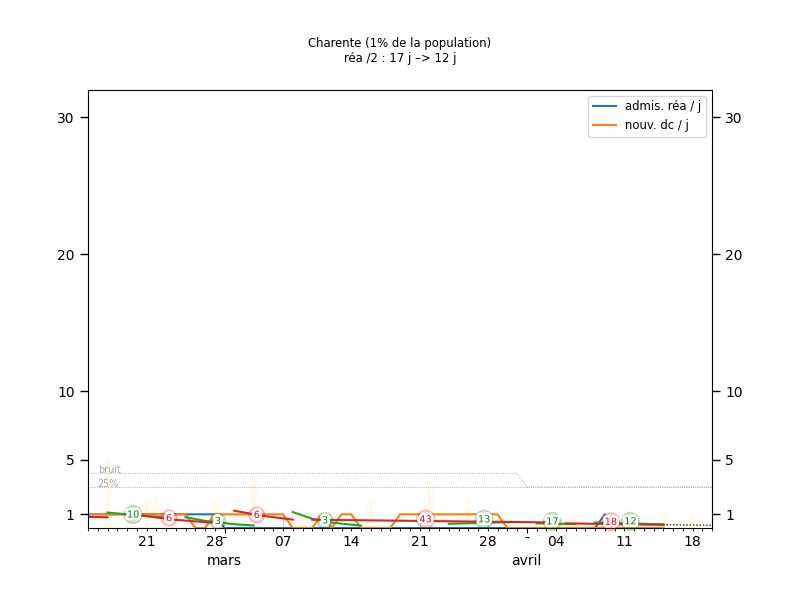 Charente (1% de la population)
réa /2 : 17 j –> 12 j
admis. réa / j
nouv. dc / j
30 30
20 20
10 10
5 5
bruit
25%
1 10 6 3 6 3 43 13 17 18 12 1
21 28 07 14 21 28 - 04 11 18
mars avril